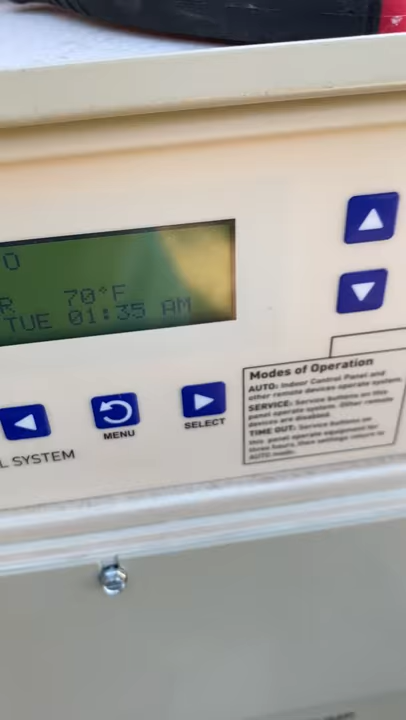 O
R 70°F
TUE 01:35 AM
MENU
SELECT
L SYSTEM
Modes of Operation
AUTO: Indoor Control Panel and
other remote devices operate system.
SERVICE: Service buttons on this
panel operate system. Other remote
devices are disabled.
TIME OUT: Service buttons on
this panel operate equipment for
three hours, then settings return to
AUTO mode.